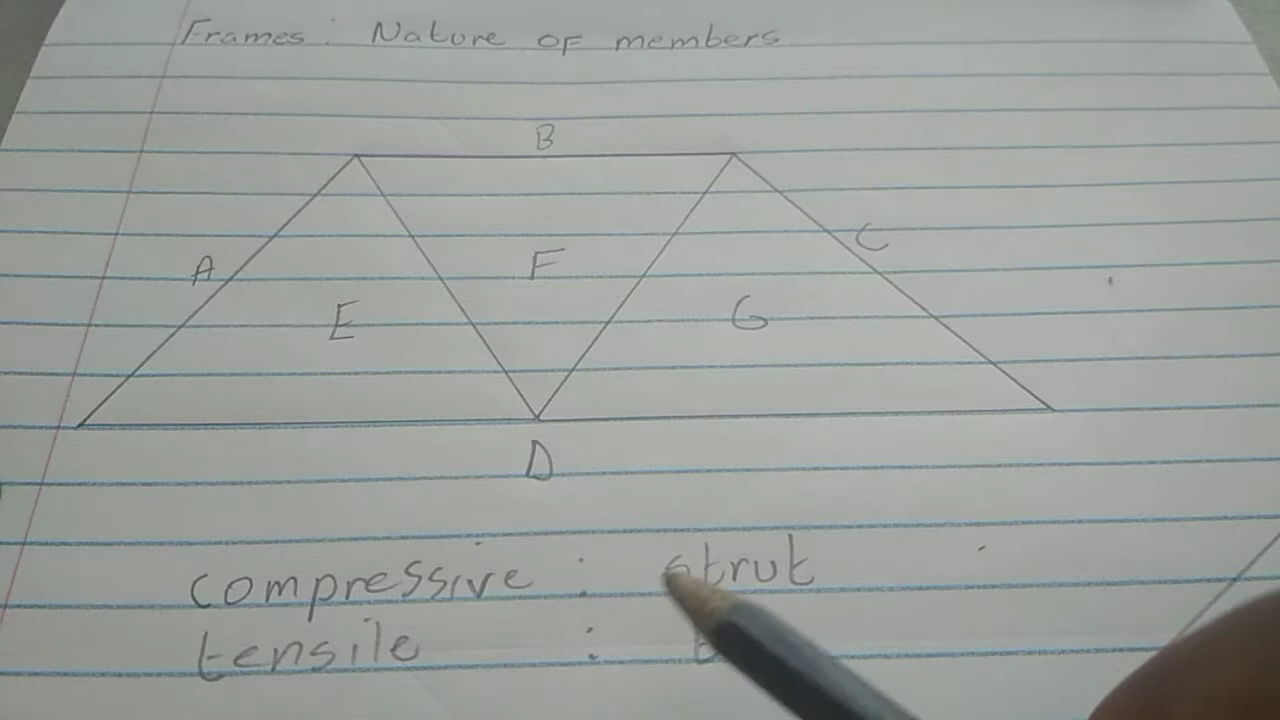 Frames: Nature of members
B
A
C
F
E
G
D
compressive : strut
tensile :